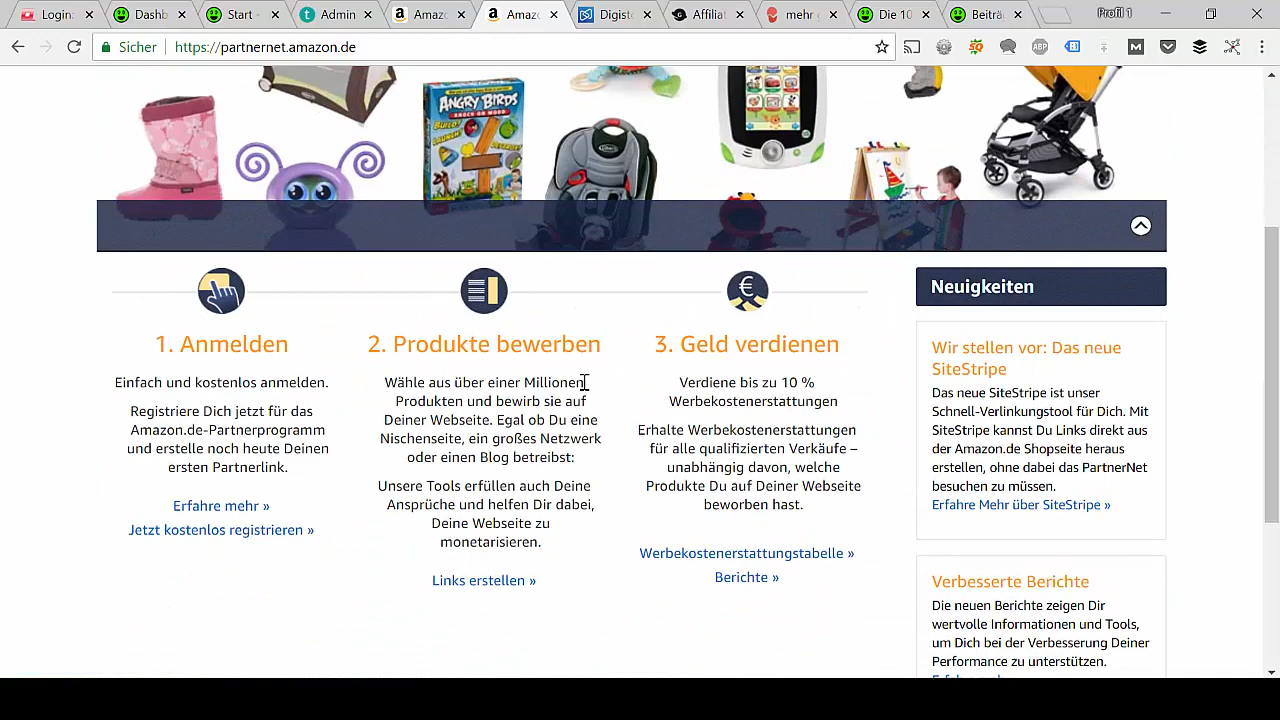 Login
Dashb
Start -
Admin
Amazo
Amazo
Digist
Affiliat
mehr g
Die 10
Beiträ
Profil 1
Sicher
https://partnernet.amazon.de
ABP
M
ANGRY BIRDS
KNOCK ON WOOD
1. Anmelden
Einfach und kostenlos anmelden.
Registriere Dich jetzt für das
Amazon.de-Partnerprogramm
und erstelle noch heute Deinen
ersten Partnerlink.
Erfahre mehr »
Jetzt kostenlos registrieren »
2. Produkte bewerben
Wähle aus über einer Millionen
Produkten und bewirb sie auf
Deiner Webseite. Egal ob Du eine
Nischenseite, ein großes Netzwerk
oder einen Blog betreibst:
Unsere Tools erfüllen auch Deine
Ansprüche und helfen Dir dabei,
Deine Webseite zu
monetarisieren.
Links erstellen »
€
3. Geld verdienen
Verdiene bis zu 10 %
Werbekostenerstattungen
Erhalte Werbekostenerstattungen
für alle qualifizierten Verkäufe –
unabhängig davon, welche
Produkte Du auf Deiner Webseite
beworben hast.
Werbekostenerstattungstabelle »
Berichte »
Neuigkeiten
Wir stellen vor: Das neue
SiteStripe
Das neue SiteStripe ist unser
Schnell-Verlinkungstool für Dich. Mit
SiteStripe kannst Du Links direkt aus
der Amazon.de Shopseite heraus
erstellen, ohne dabei das PartnerNet
besuchen zu müssen.
Erfahre Mehr über SiteStripe »
Verbesserte Berichte
Die neuen Berichte zeigen Dir
wertvolle Informationen und Tools,
um Dich bei der Verbesserung Deiner
Performance zu unterstützen.